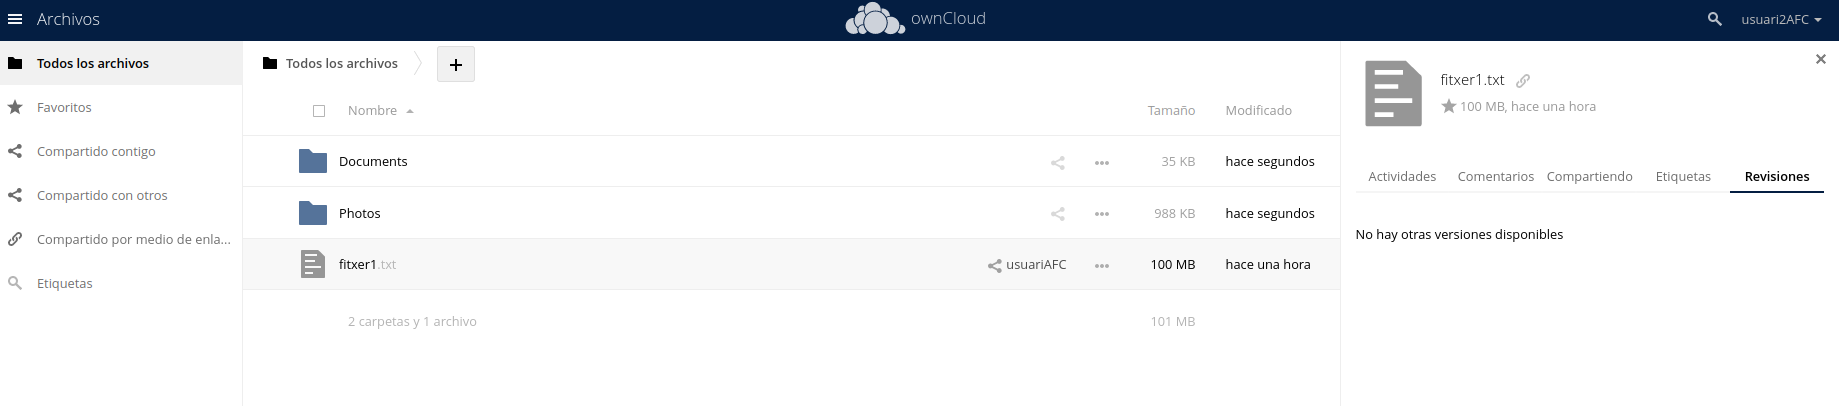 Archivos
ownCloud
usuari2AFC
Todos los archivos
Favoritos
Compartido contigo
Compartido con otros
Compartido por medio de enla...
Etiquetas
Todos los archivos
+
Nombre Tamaño Modificado
Documents ••• 35 KB hace segundos
Photos ••• 988 KB hace segundos
fitxer1.txt usuariAFC ••• 100 MB hace una hora
2 carpetas y 1 archivo 101 MB
fitxer1.txt
100 MB, hace una hora
Actividades Comentarios Compartiendo Etiquetas Revisiones
No hay otras versiones disponibles